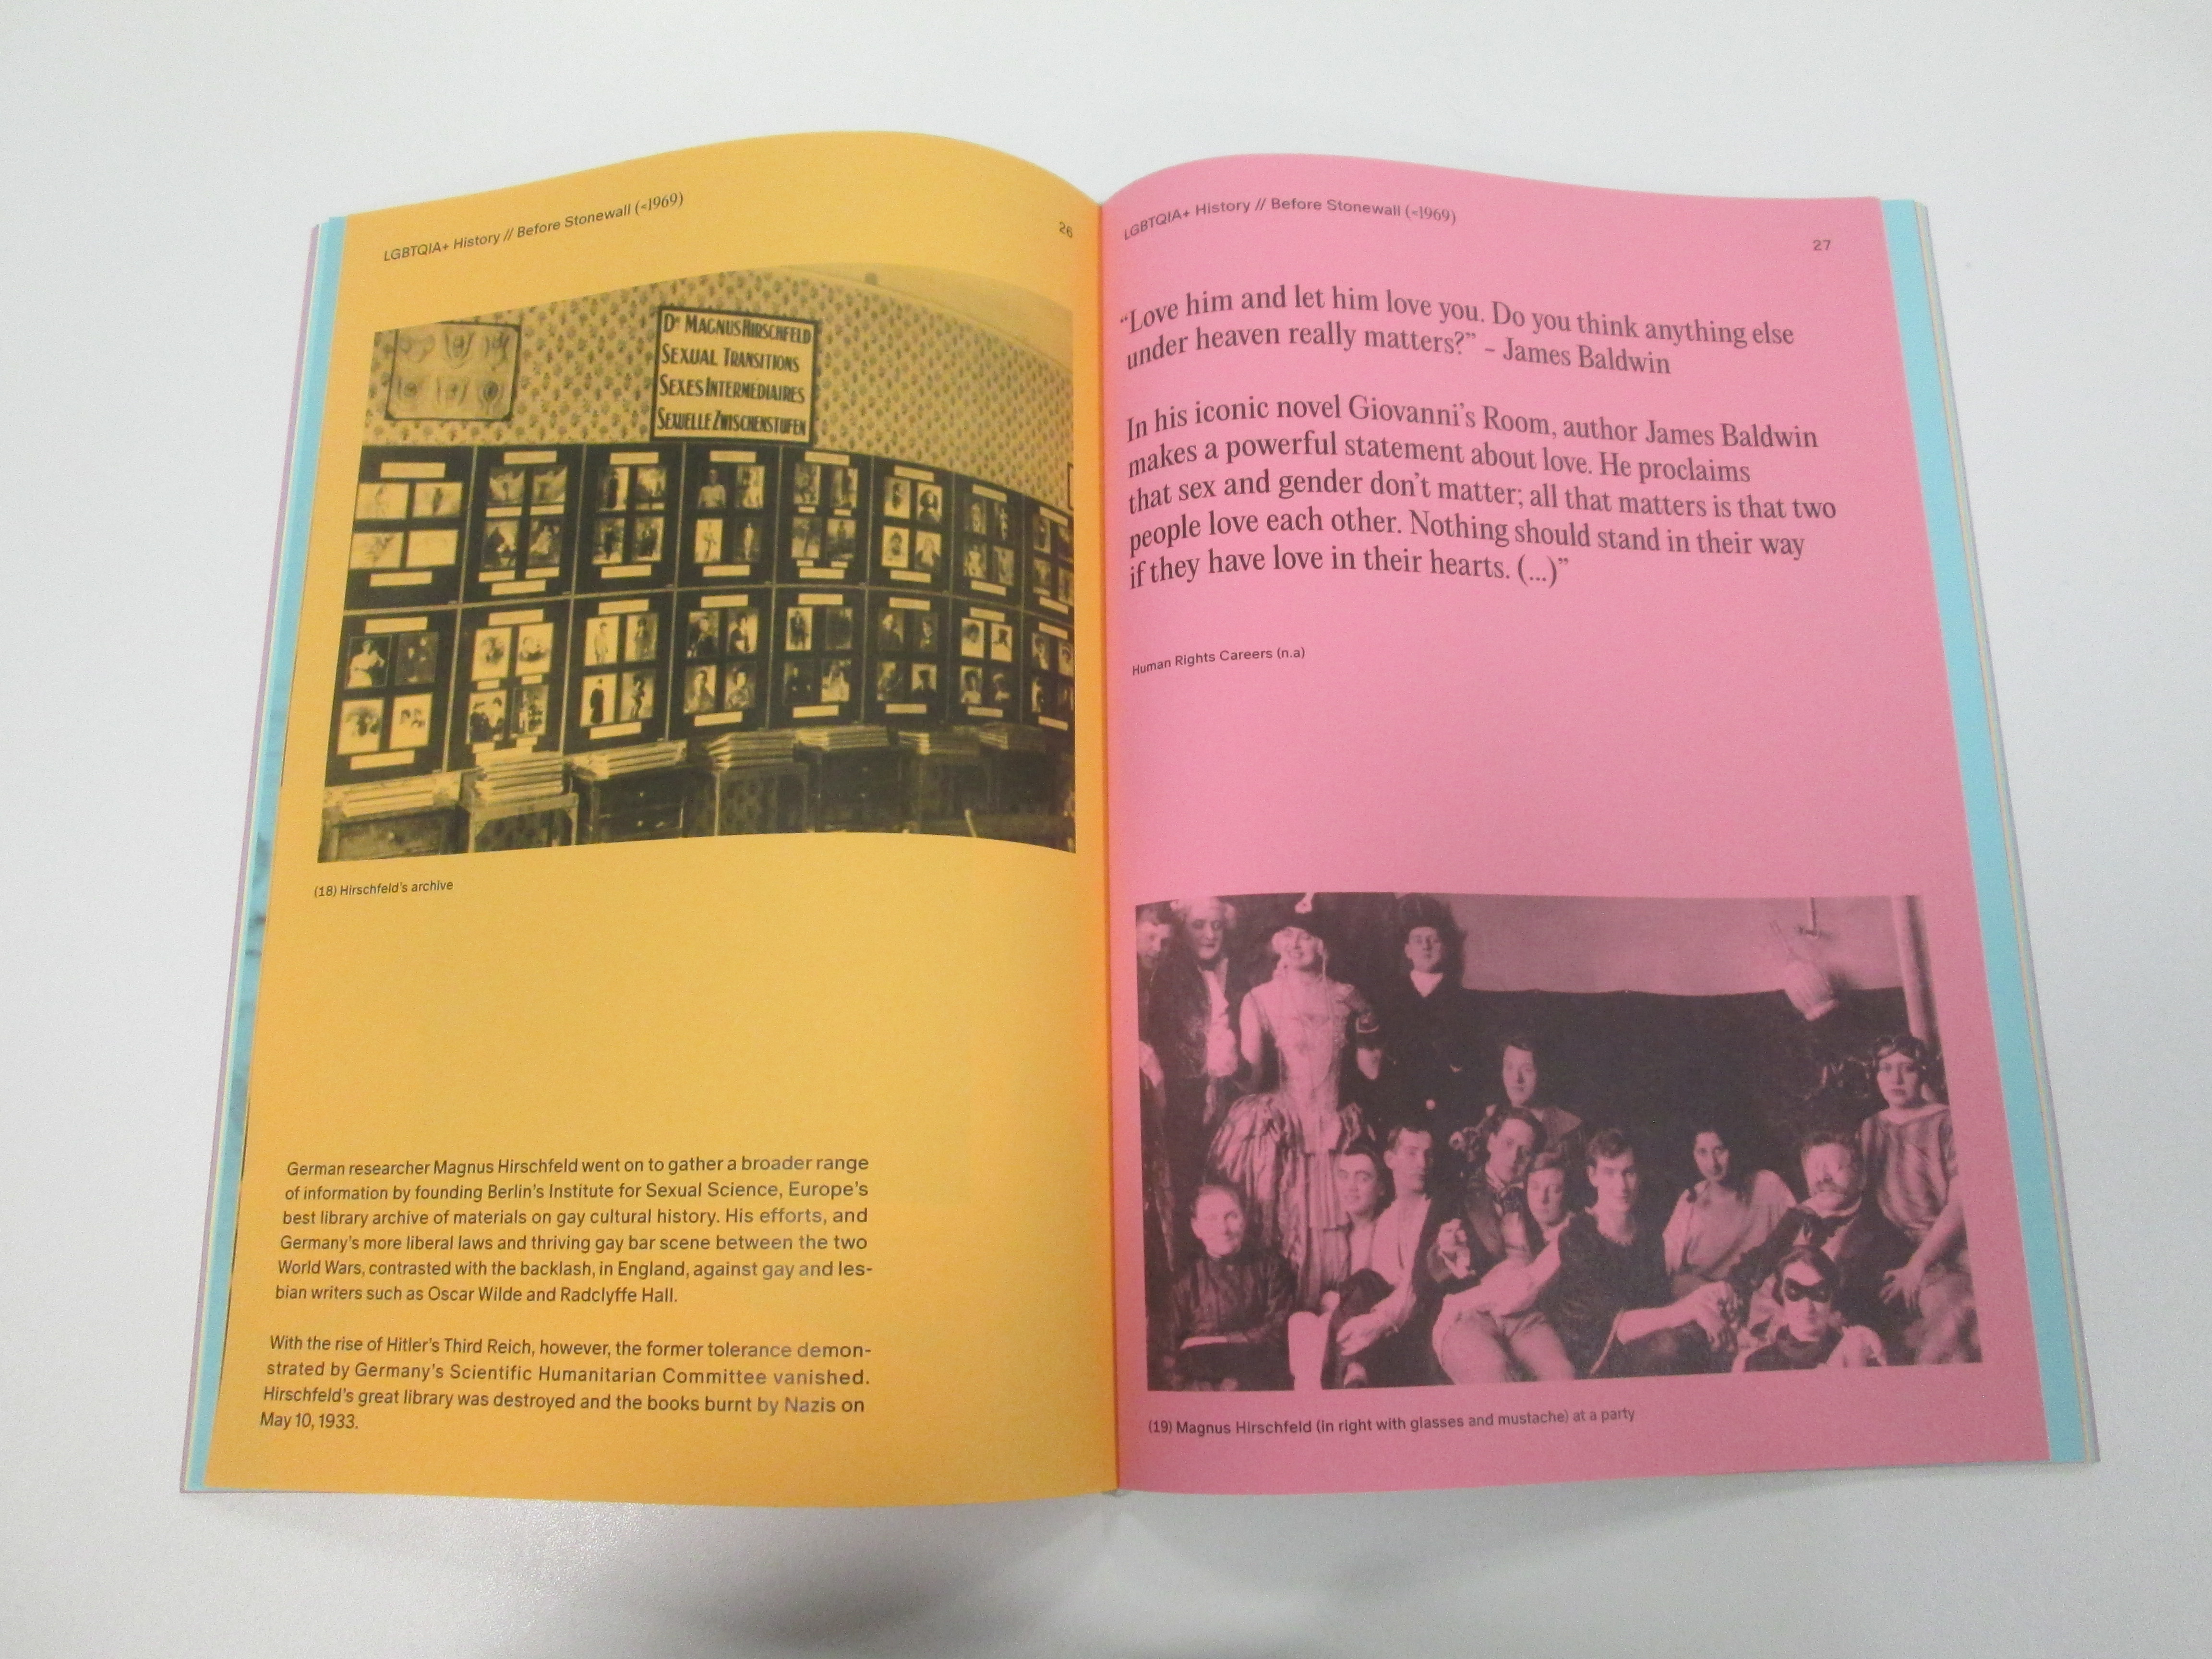 LGBTQIA+ History // Before Stonewall (<1969)
26
Dr MAGNUS HIRSCHFELD
SEXUAL TRANSITIONS
SEXES INTERMEDIAIRES
SEXUELLE ZWISCHENSTUFEN
(18) Hirschfeld's archive
German researcher Magnus Hirschfeld went on to gather a broader range
of information by founding Berlin's Institute for Sexual Science, Europe's
best library archive of materials on gay cultural history. His efforts, and
Germany's more liberal laws and thriving gay bar scene between the two
World Wars, contrasted with the backlash, in England, against gay and les-
bian writers such as Oscar Wilde and Radclyffe Hall.
With the rise of Hitler's Third Reich, however, the former tolerance demon-
strated by Germany's Scientific Humanitarian Committee vanished.
Hirschfeld's great library was destroyed and the books burnt by Nazis on
May 10, 1933.
LGBTQIA+ History // Before Stonewall (<1969)
27
“Love him and let him love you. Do you think anything else
under heaven really matters?” – James Baldwin
In his iconic novel Giovanni's Room, author James Baldwin
makes a powerful statement about love. He proclaims
that sex and gender don't matter; all that matters is that two
people love each other. Nothing should stand in their way
if they have love in their hearts. (...)”
Human Rights Careers (n.a)
(19) Magnus Hirschfeld (in right with glasses and mustache) at a party